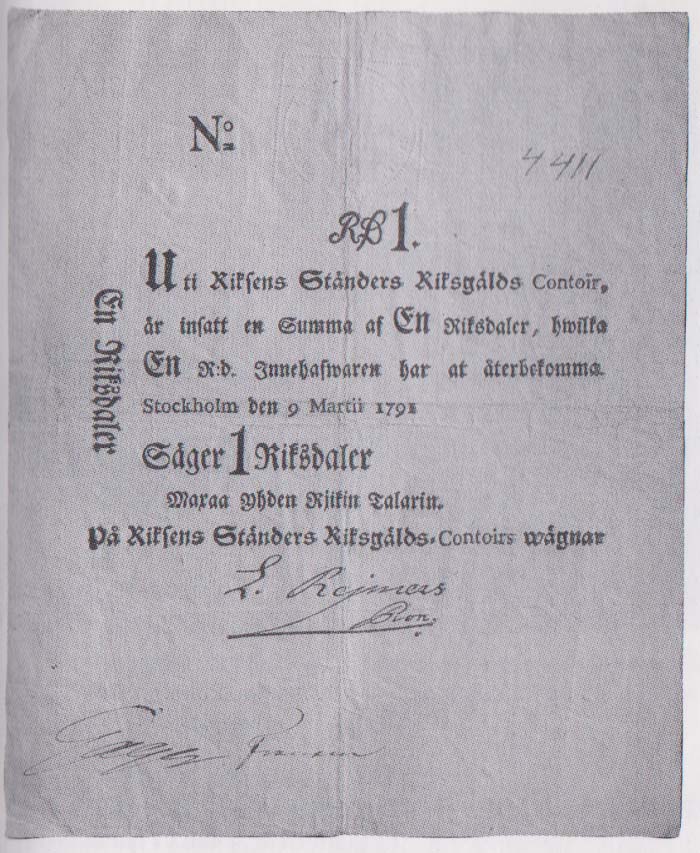 No
4411
RD 1.
En Riksdaler
Uti Riksens Ständers Riksgälds Contoir,
är insatt en Summa af En Riksdaler, hwilka
En R:d. Innehafwaren har at återbekomma.
Stockholm den 9 Martii 1791
Säger 1 Riksdaler
Maxaa Yhden Rjikin Talarin.
På Riksens Ständers Riksgälds-Contoirs wägnar
L. Rejmers